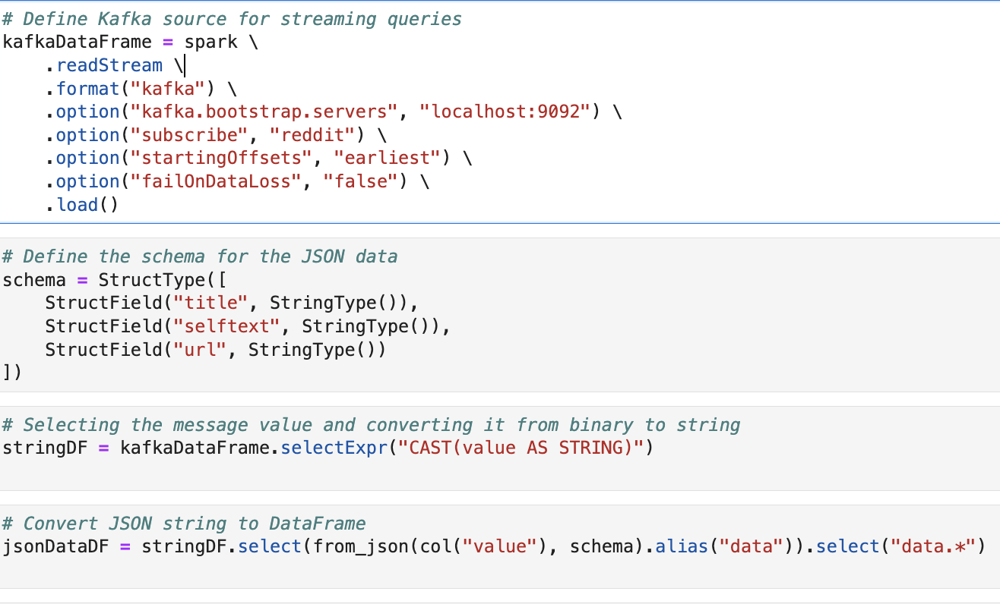 # Define Kafka source for streaming queries
kafkaDataFrame = spark \
    .readStream \
    .format("kafka") \
    .option("kafka.bootstrap.servers", "localhost:9092") \
    .option("subscribe", "reddit") \
    .option("startingOffsets", "earliest") \
    .option("failOnDataLoss", "false") \
    .load()
# Define the schema for the JSON data
schema = StructType([
    StructField("title", StringType()),
    StructField("selftext", StringType()),
    StructField("url", StringType())
])
# Selecting the message value and converting it from binary to string
stringDF = kafkaDataFrame.selectExpr("CAST(value AS STRING)")
# Convert JSON string to DataFrame
jsonDataDF = stringDF.select(from_json(col("value"), schema).alias("data")).select("data.*")